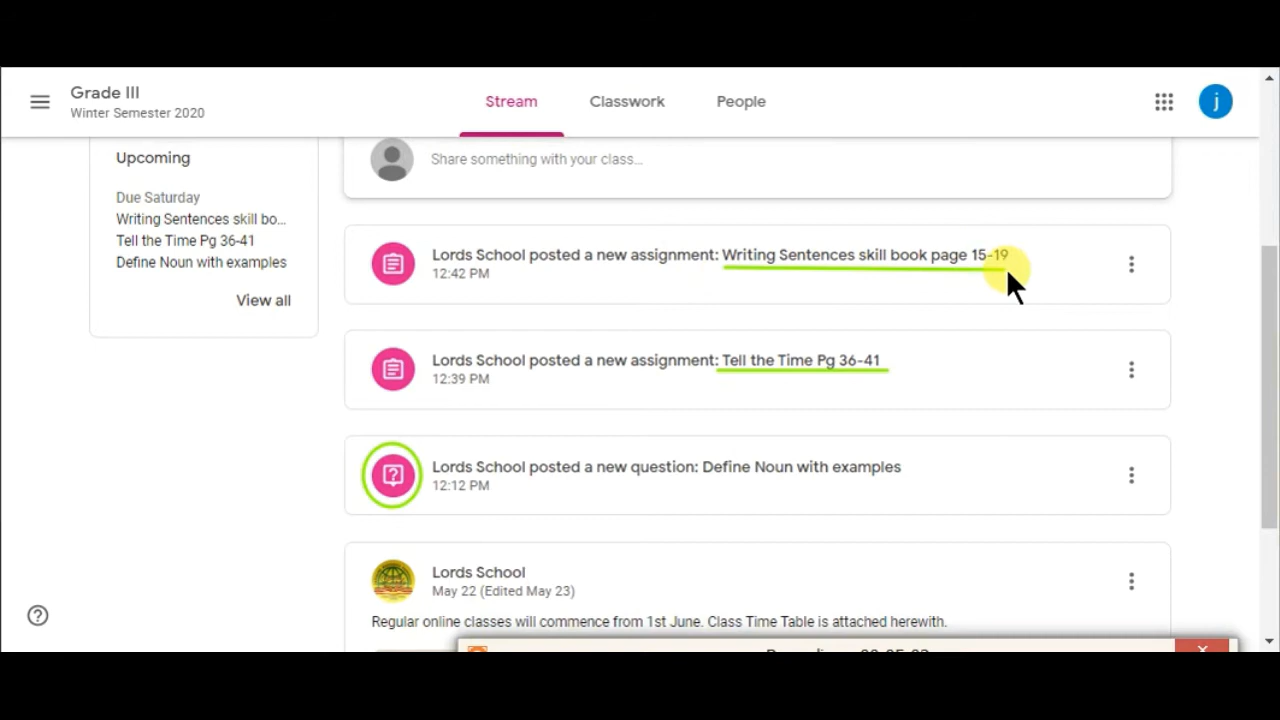 Grade III
Winter Semester 2020
Stream
Classwork
People
j
Upcoming
Due Saturday
Writing Sentences skill bo...
Tell the Time Pg 36-41
Define Noun with examples
View all
Share something with your class...
Lords School posted a new assignment: Writing Sentences skill book page 15-19
12:42 PM
Lords School posted a new assignment: Tell the Time Pg 36-41
12:39 PM
Lords School posted a new question: Define Noun with examples
12:12 PM
Lords School
May 22 (Edited May 23)
Regular online classes will commence from 1st June. Class Time Table is attached herewith.